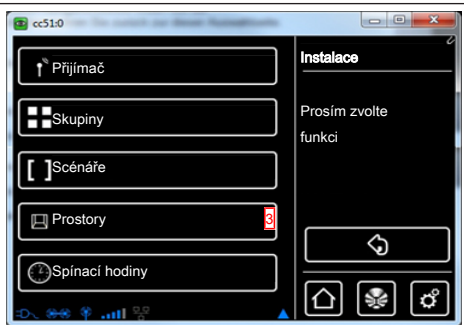 cc51:0
Přijímač
Skupiny
Scénáře
Prostory
3
Spínací hodiny
Instalace
Prosím zvolte
funkci